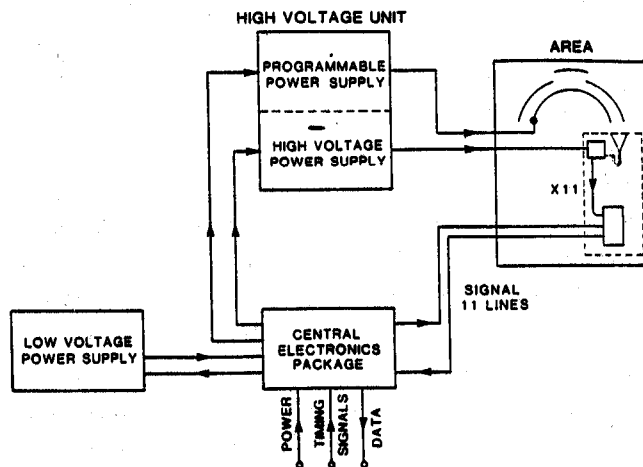 HIGH VOLTAGE UNIT
PROGRAMMABLE
POWER SUPPLY
HIGH VOLTAGE
POWER SUPPLY
AREA
X11
SIGNAL
11 LINES
LOW VOLTAGE
POWER SUPPLY
CENTRAL
ELECTRONICS
PACKAGE
POWER
TIMING
SIGNALS
DATA